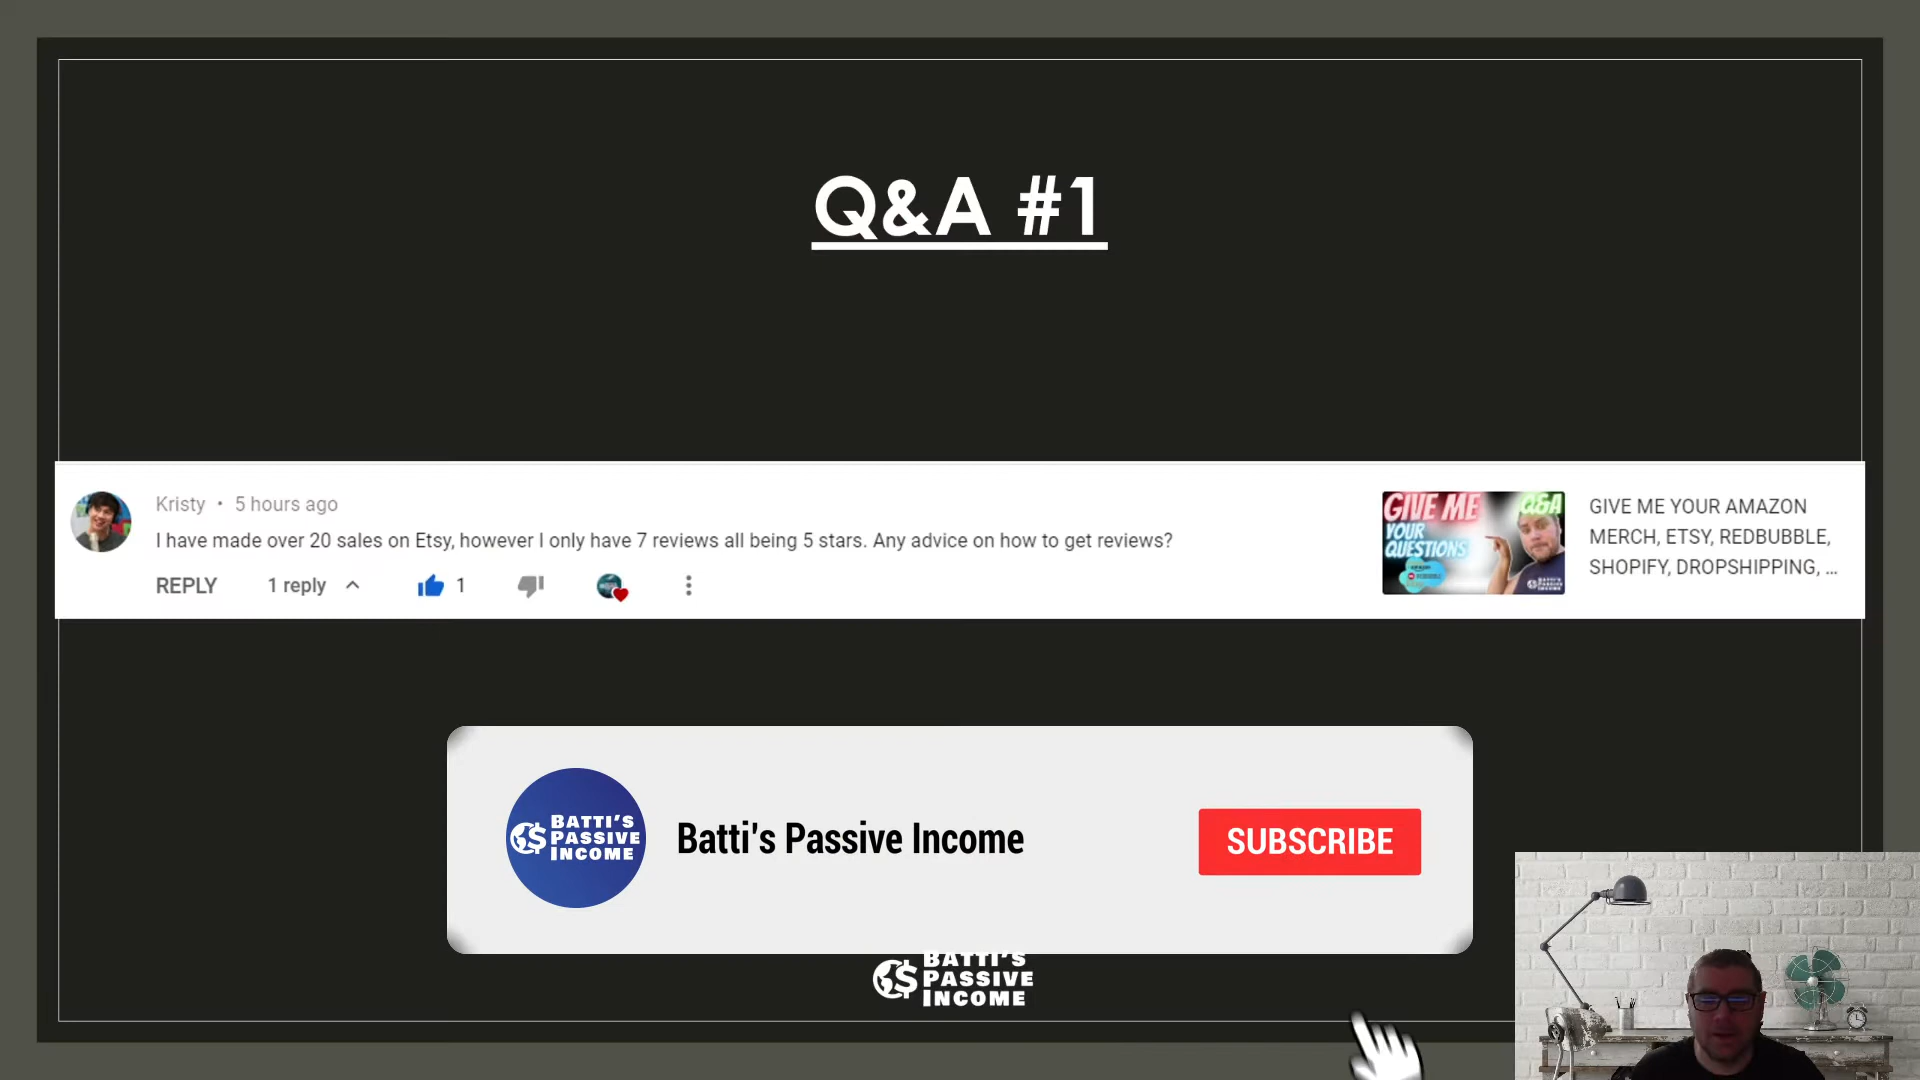 Q&A #1
Kristy • 5 hours ago
I have made over 20 sales on Etsy, however I only have 7 reviews all being 5 stars. Any advice on how to get reviews?
REPLY 1 reply 1
GIVE ME Q&A
YOUR
QUESTIONS
GIVE ME YOUR AMAZON
MERCH, ETSY, REDBUBBLE,
SHOPIFY, DROPSHIPPING, ...
BATTI'S
PASSIVE
INCOME
Batti's Passive Income
SUBSCRIBE
BATTI'S
PASSIVE
INCOME